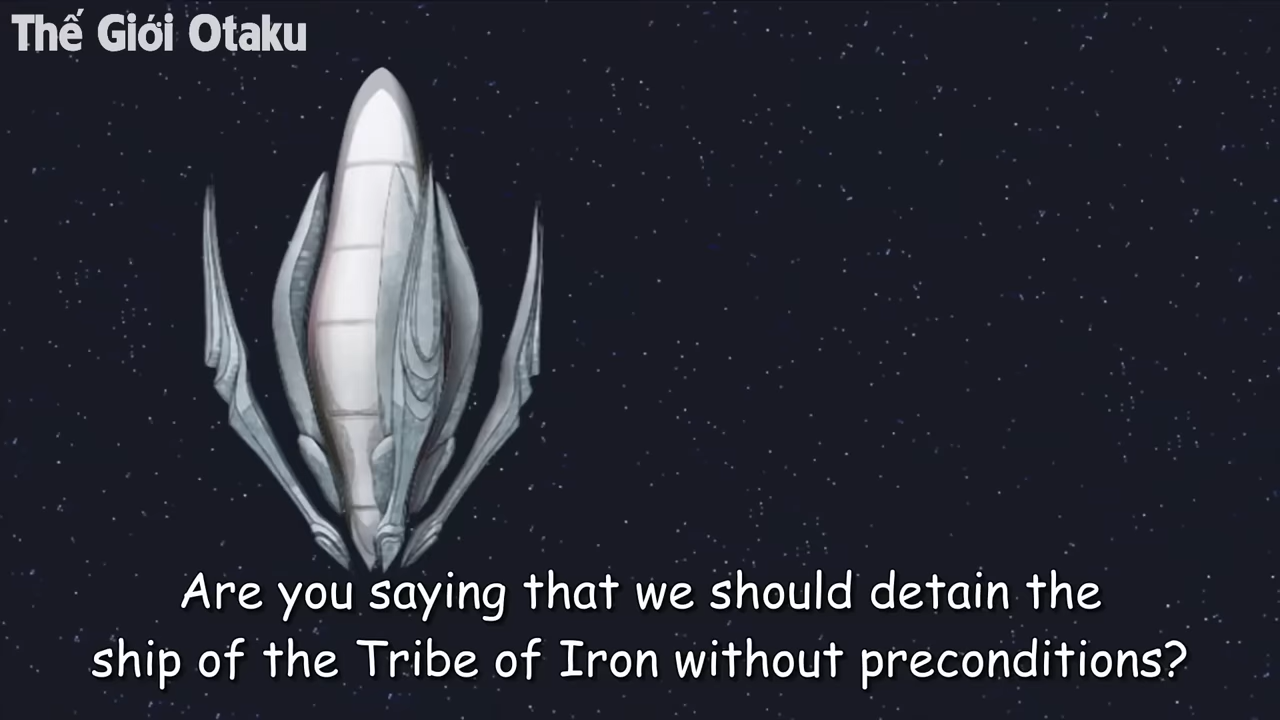 Thế Giới Otaku
Are you saying that we should detain the
ship of the Tribe of Iron without preconditions?